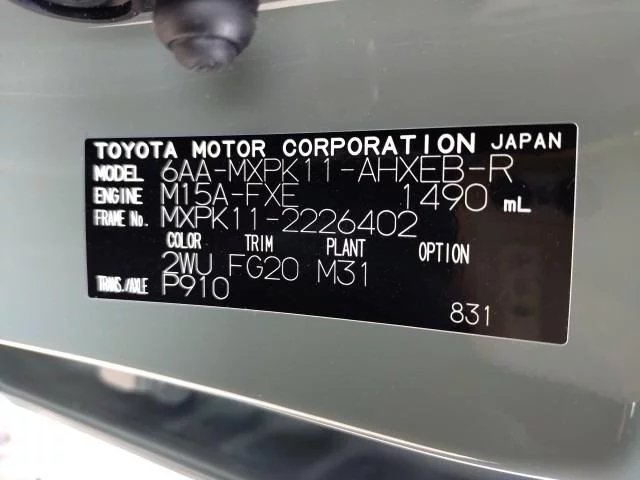 TOYOTA MOTOR CORPORATION JAPAN
MODEL 6AA-MXPK11-AHXEB-R
ENGINE M15A-FXE 1490 mL
FRAME No. MXPK11-2226402
COLOR TRIM PLANT OPTION
2WU FG20 M31
TRANS./AXLE P910
831